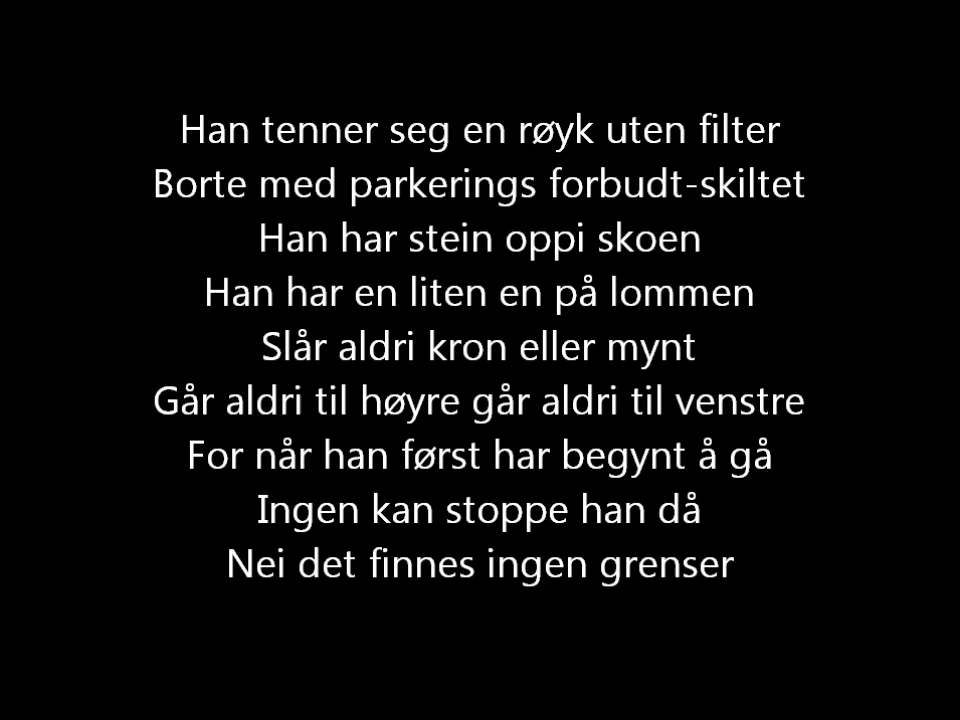 Han tenner seg en røyk uten filter
Borte med parkerings forbudt-skiltet
Han har stein oppi skoen
Han har en liten en på lommen
Slår aldri kron eller mynt
Går aldri til høyre går aldri til venstre
For når han først har begynt å gå
Ingen kan stoppe han då
Nei det finnes ingen grenser